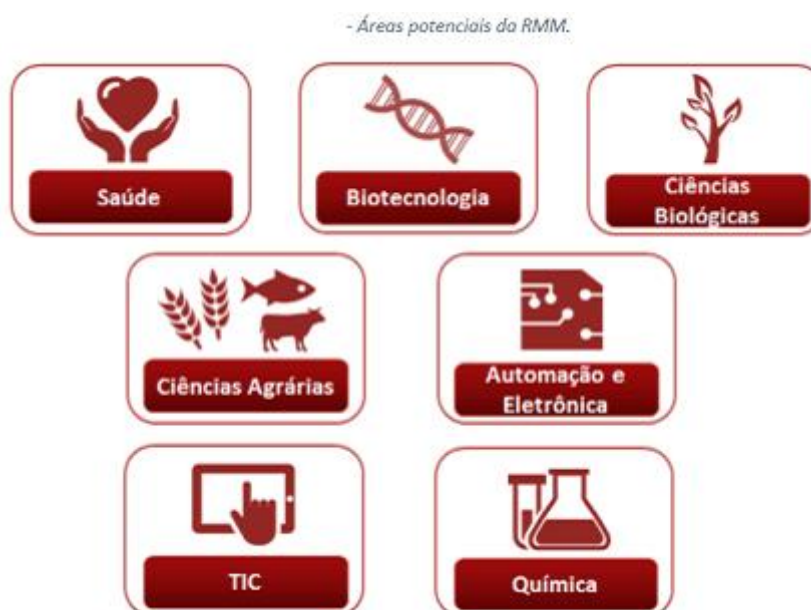 - Áreas potenciais da RMM.
Saúde
Biotecnologia
Ciências
Biológicas
Ciências Agrárias
Automação e
Eletrônica
TIC
Química